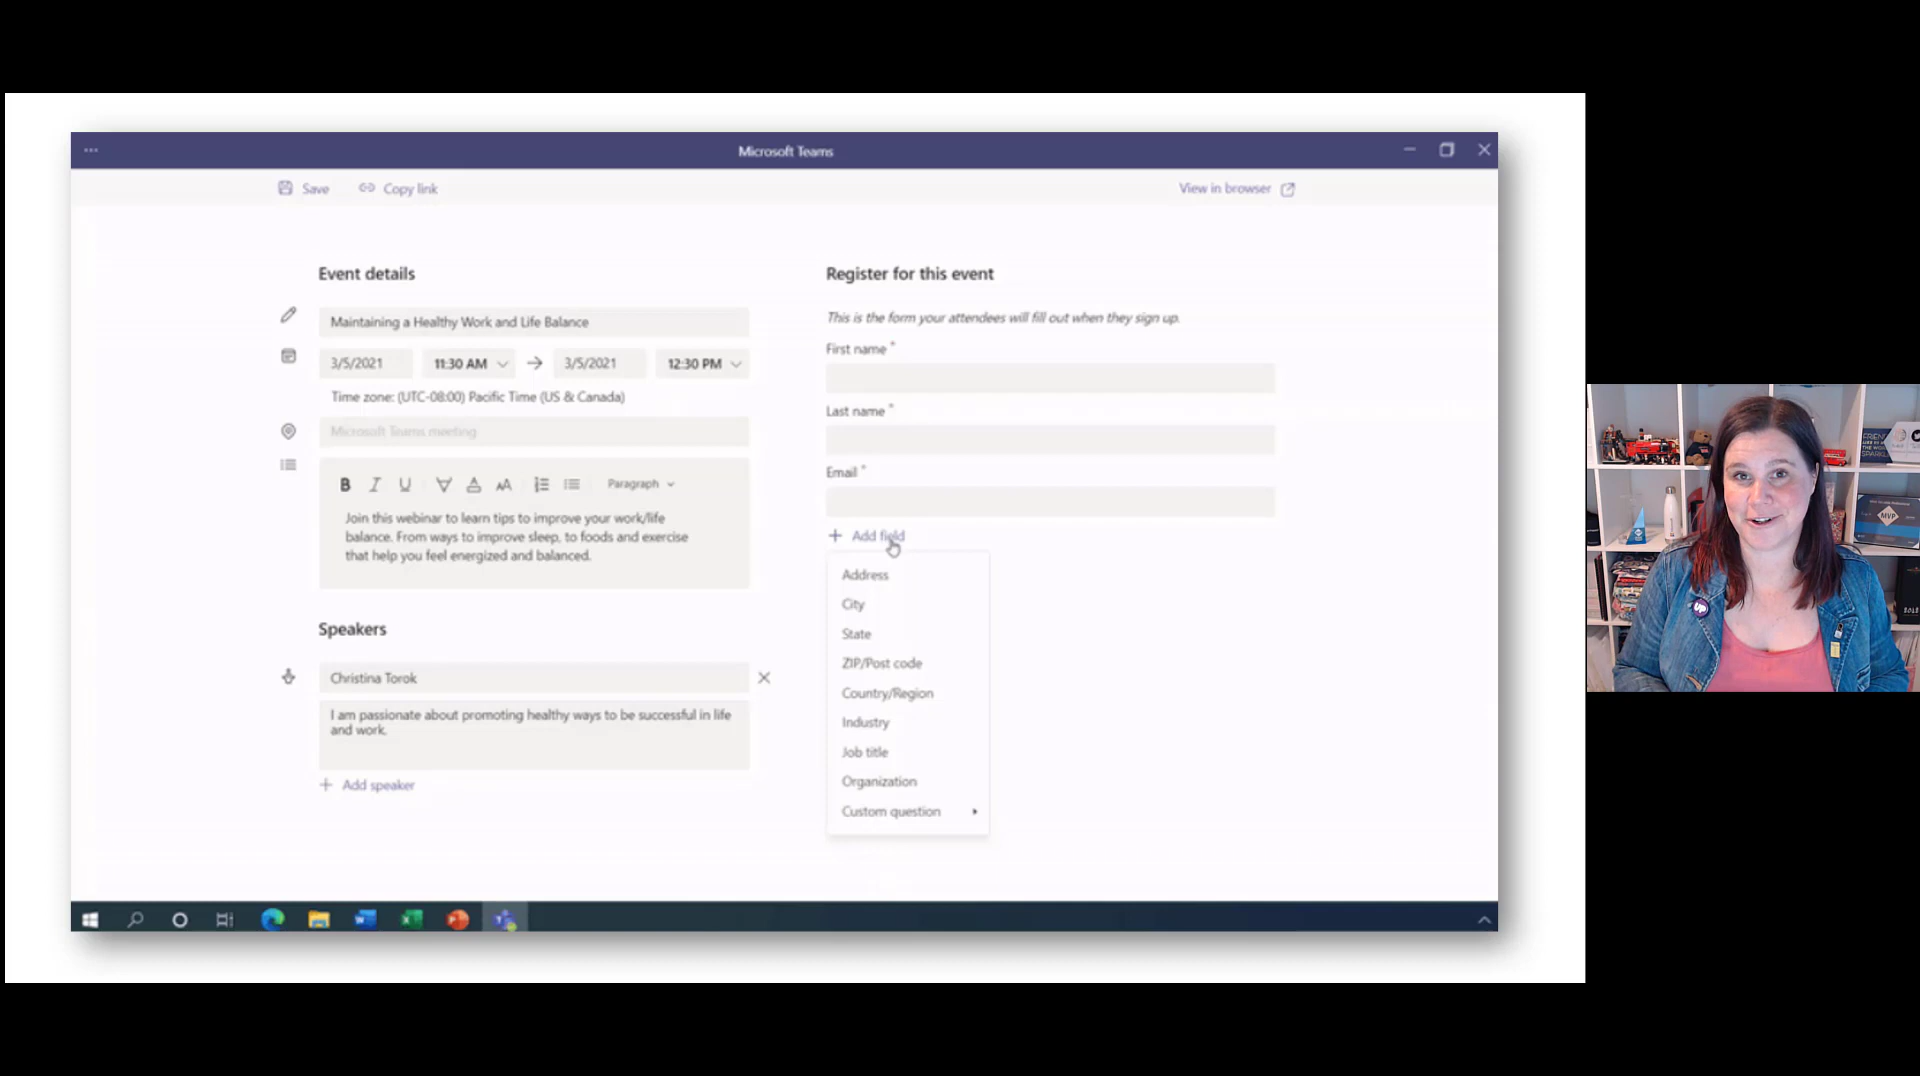 Microsoft Teams
Save
Copy link
View in browser
Event details
Maintaining a Healthy Work and Life Balance
3/5/2021
11:30 AM
3/5/2021
12:30 PM
Time zone: (UTC-08:00) Pacific Time (US & Canada)
Microsoft Teams meeting
B I U
AA
Paragraph
Join this webinar to learn tips to improve your work/life
balance. From ways to improve sleep, to foods and exercise
that help you feel energized and balanced.
Speakers
Christina Torok
I am passionate about promoting healthy ways to be successful in life
and work.
+ Add speaker
Register for this event
This is the form your attendees will fill out when they sign up.
First name *
Last name *
Email *
+ Add field
Address
City
State
ZIP/Post code
Country/Region
Industry
Job title
Organization
Custom question
MVP
UP